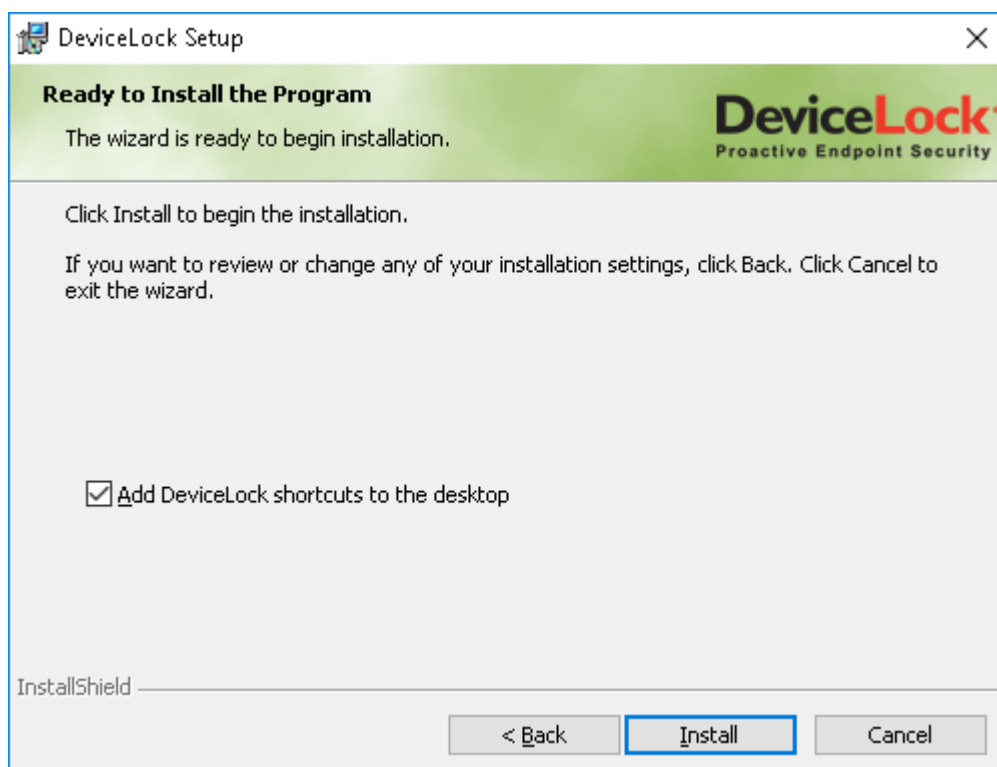 DeviceLock Setup
Ready to Install the Program
The wizard is ready to begin installation.
DeviceLock
Proactive Endpoint Security
Click Install to begin the installation.
If you want to review or change any of your installation settings, click Back. Click Cancel to
exit the wizard.
Add DeviceLock shortcuts to the desktop
InstallShield
< Back
Install
Cancel